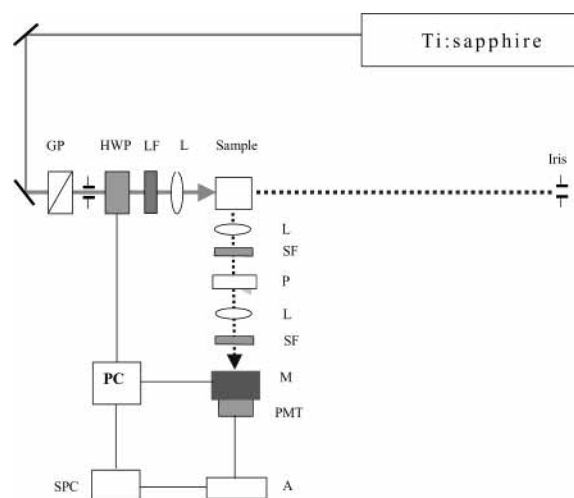 Ti:sapphire
GP HWP LF L Sample
Iris
L
SF
P
L
SF
PC M
PMT
SPC A